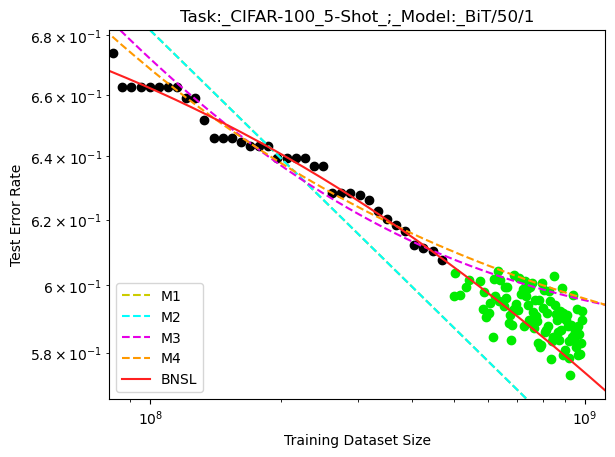 Task:_CIFAR-100_5-Shot_;_Model:_BiT/50/1
Test Error Rate
6.8 × 10⁻¹
6.6 × 10⁻¹
6.4 × 10⁻¹
6.2 × 10⁻¹
6 × 10⁻¹
5.8 × 10⁻¹
M1
M2
M3
M4
BNSL
10⁸
10⁹
Training Dataset Size